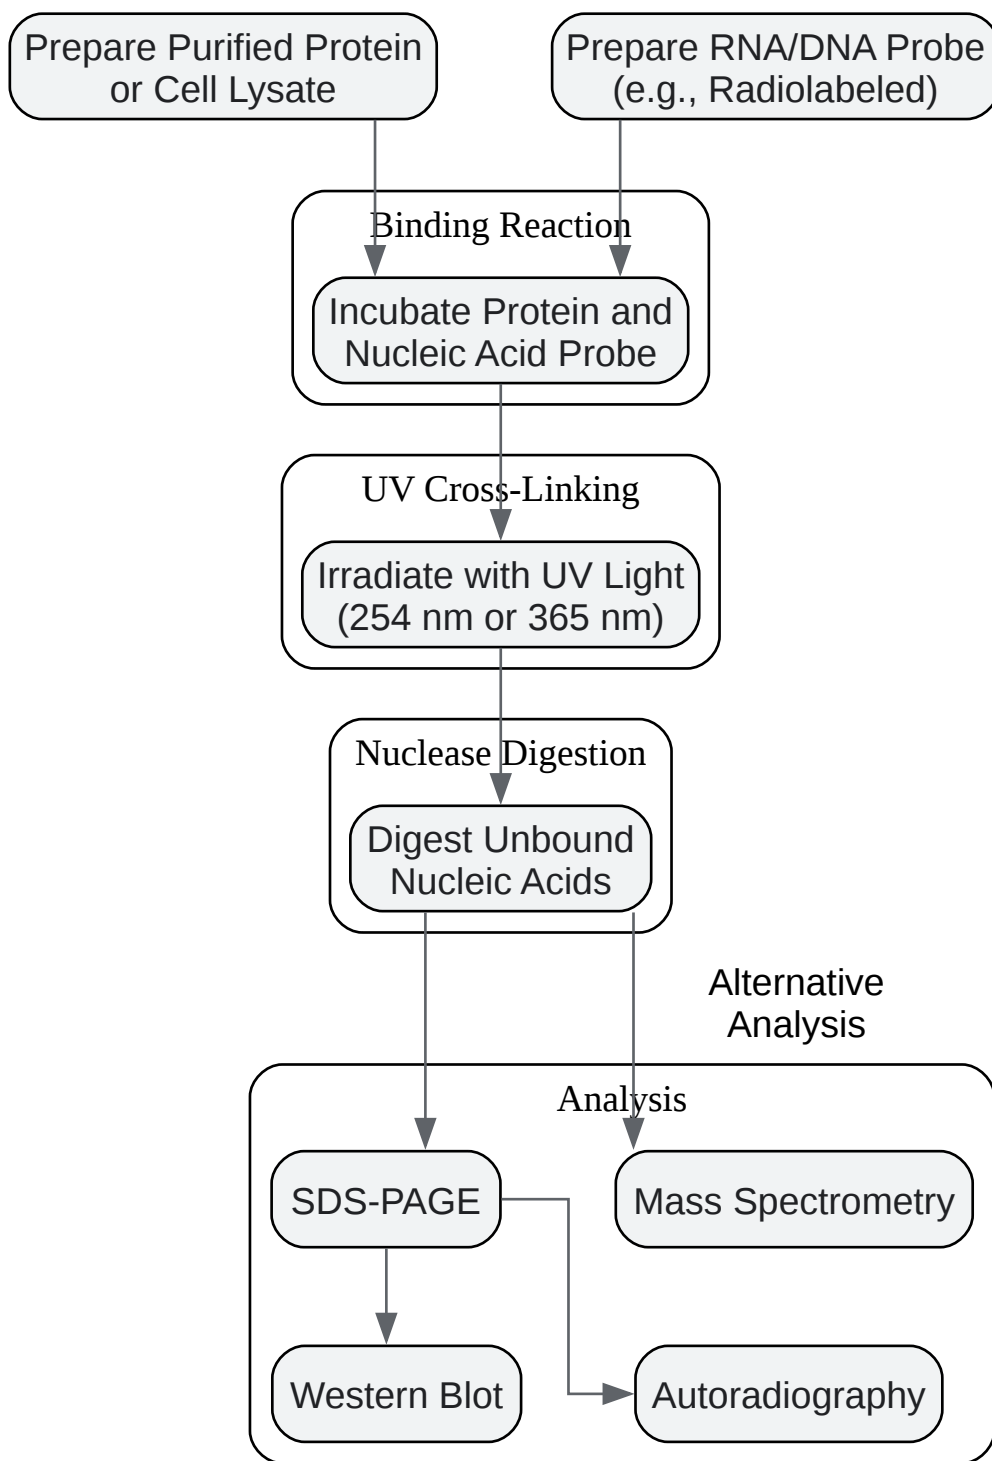 Prepare Purified Protein
or Cell Lysate
Prepare RNA/DNA Probe
(e.g., Radiolabeled)
Binding Reaction
Incubate Protein and
Nucleic Acid Probe
UV Cross-Linking
Irradiate with UV Light
(254 nm or 365 nm)
Nuclease Digestion
Digest Unbound
Nucleic Acids
Alternative
Analysis
Analysis
SDS-PAGE
Mass Spectrometry
Western Blot
Autoradiography